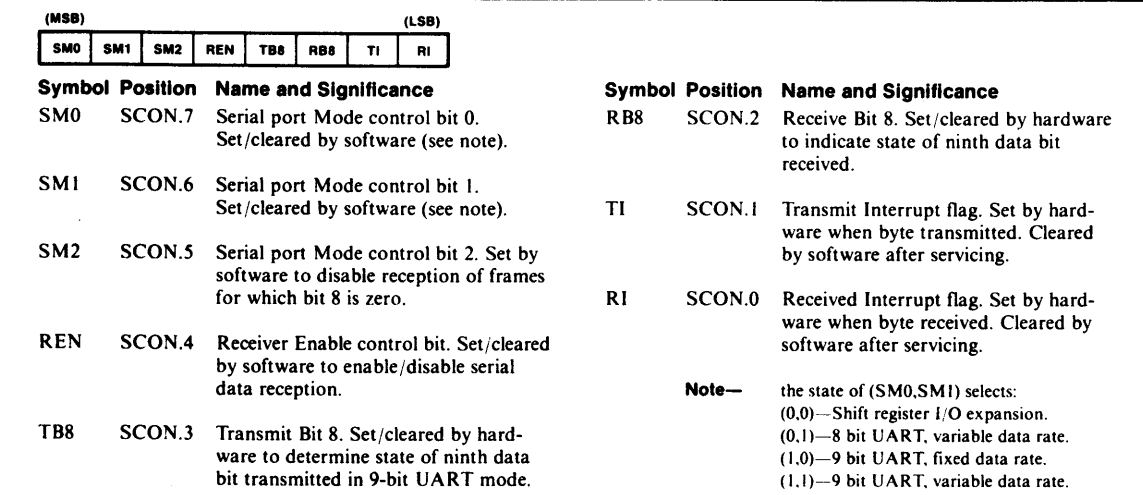 (MSB) (LSB)
SM0 SM1 SM2 REN TB8 RB8 TI RI
Symbol Position Name and Significance
SM0 SCON.7 Serial port Mode control bit 0.
Set/cleared by software (see note).
SM1 SCON.6 Serial port Mode control bit 1.
Set/cleared by software (see note).
SM2 SCON.5 Serial port Mode control bit 2. Set by
software to disable reception of frames
for which bit 8 is zero.
REN SCON.4 Receiver Enable control bit. Set/cleared
by software to enable/disable serial
data reception.
TB8 SCON.3 Transmit Bit 8. Set/cleared by hard-
ware to determine state of ninth data
bit transmitted in 9-bit UART mode.
Symbol Position Name and Significance
RB8 SCON.2 Receive Bit 8. Set/cleared by hardware
to indicate state of ninth data bit
received.
TI SCON.1 Transmit Interrupt flag. Set by hard-
ware when byte transmitted. Cleared
by software after servicing.
RI SCON.0 Received Interrupt flag. Set by hard-
ware when byte received. Cleared by
software after servicing.
Note— the state of (SM0,SM1) selects:
(0,0)—Shift register I/O expansion.
(0,1)—8 bit UART, variable data rate.
(1,0)—9 bit UART, fixed data rate.
(1,1)—9 bit UART, variable data rate.